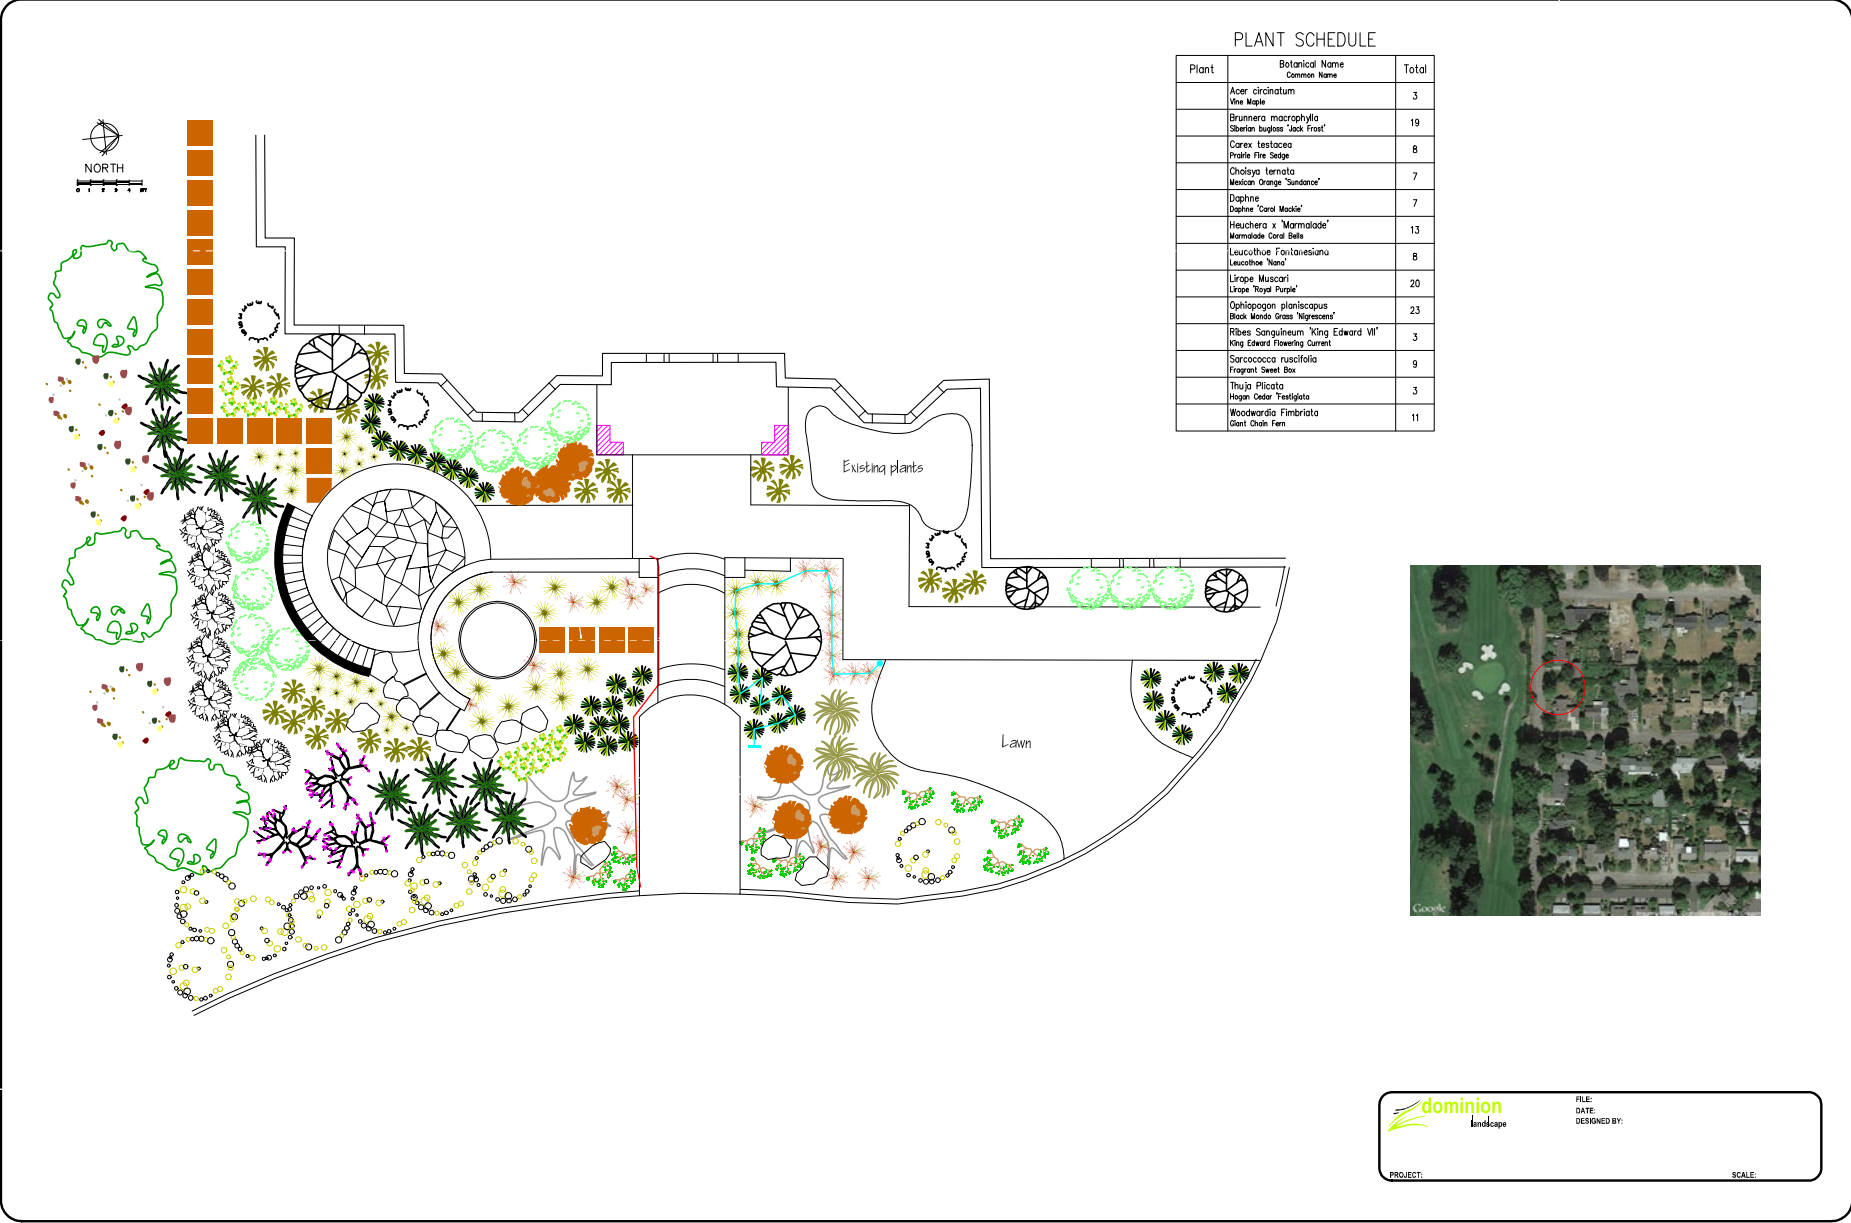 PLANT SCHEDULE
Plant
Botanical Name
Common Name
Total
Acer circinatum
Vine Maple
3
Brunnera macrophylla
Siberian bugloss 'Jack Frost'
19
Carex testacea
Prairie Fire Sedge
8
Choisya ternata
Mexican Orange 'Sundance'
7
Daphne
Daphne 'Carol Mackie'
7
Heuchera x 'Marmalade'
Marmalade Coral Bells
13
Leucothoe Fontanesiana
Leucothoe 'Nana'
8
Lirope Muscari
Lirope 'Royal Purple'
20
Ophiopogon planiscapus
Black Mondo Grass 'Nigrescens'
23
Ribes Sanguineum 'King Edward VII'
King Edward Flowering Current
3
Sarcococca ruscifolia
Fragrant Sweet Box
9
Thuja Plicata
Hogan Cedar 'Festigiata
3
Woodwardia Fimbriata
Giant Chain Fern
11
NORTH
0 1 2 3 4
Existing plants
Lawn
Google
dominion
landscape
FILE:
DATE:
DESIGNED BY:
PROJECT:
SCALE: